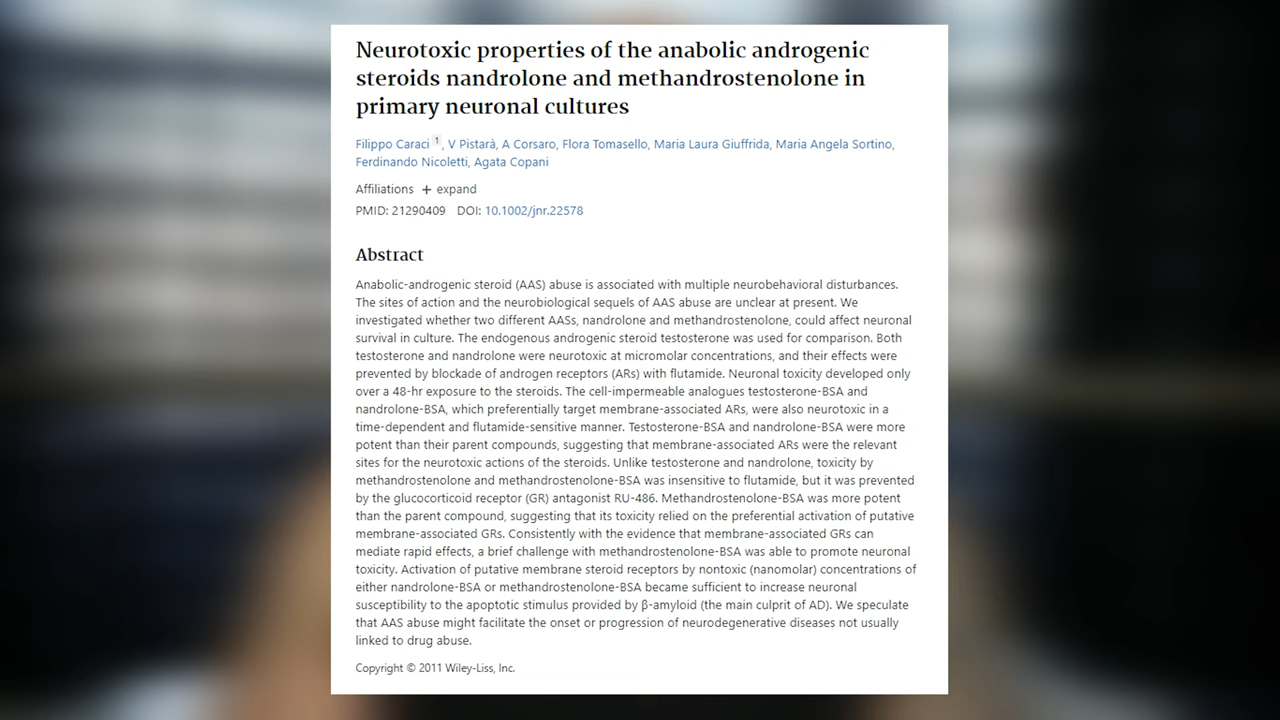 Neurotoxic properties of the anabolic androgenic
steroids nandrolone and methandrostenolone in
primary neuronal cultures
Filippo Caraci 1, V Pistarà, A Corsaro, Flora Tomasello, Maria Laura Giuffrida, Maria Angela Sortino,
Ferdinando Nicoletti, Agata Copani
Affiliations + expand
PMID: 21290409 DOI: 10.1002/jnr.22578
Abstract
Anabolic-androgenic steroid (AAS) abuse is associated with multiple neurobehavioral disturbances.
The sites of action and the neurobiological sequels of AAS abuse are unclear at present. We
investigated whether two different AASs, nandrolone and methandrostenolone, could affect neuronal
survival in culture. The endogenous androgenic steroid testosterone was used for comparison. Both
testosterone and nandrolone were neurotoxic at micromolar concentrations, and their effects were
prevented by blockade of androgen receptors (ARs) with flutamide. Neuronal toxicity developed only
over a 48-hr exposure to the steroids. The cell-impermeable analogues testosterone-BSA and
nandrolone-BSA, which preferentially target membrane-associated ARs, were also neurotoxic in a
time-dependent and flutamide-sensitive manner. Testosterone-BSA and nandrolone-BSA were more
potent than their parent compounds, suggesting that membrane-associated ARs were the relevant
sites for the neurotoxic actions of the steroids. Unlike testosterone and nandrolone, toxicity by
methandrostenolone and methandrostenolone-BSA was insensitive to flutamide, but it was prevented
by the glucocorticoid receptor (GR) antagonist RU-486. Methandrostenolone-BSA was more potent
than the parent compound, suggesting that its toxicity relied on the preferential activation of putative
membrane-associated GRs. Consistently with the evidence that membrane-associated GRs can
mediate rapid effects, a brief challenge with methandrostenolone-BSA was able to promote neuronal
toxicity. Activation of putative membrane steroid receptors by nontoxic (nanomolar) concentrations of
either nandrolone-BSA or methandrostenolone-BSA became sufficient to increase neuronal
susceptibility to the apoptotic stimulus provided by β-amyloid (the main culprit of AD). We speculate
that AAS abuse might facilitate the onset or progression of neurodegenerative diseases not usually
linked to drug abuse.
Copyright © 2011 Wiley-Liss, Inc.